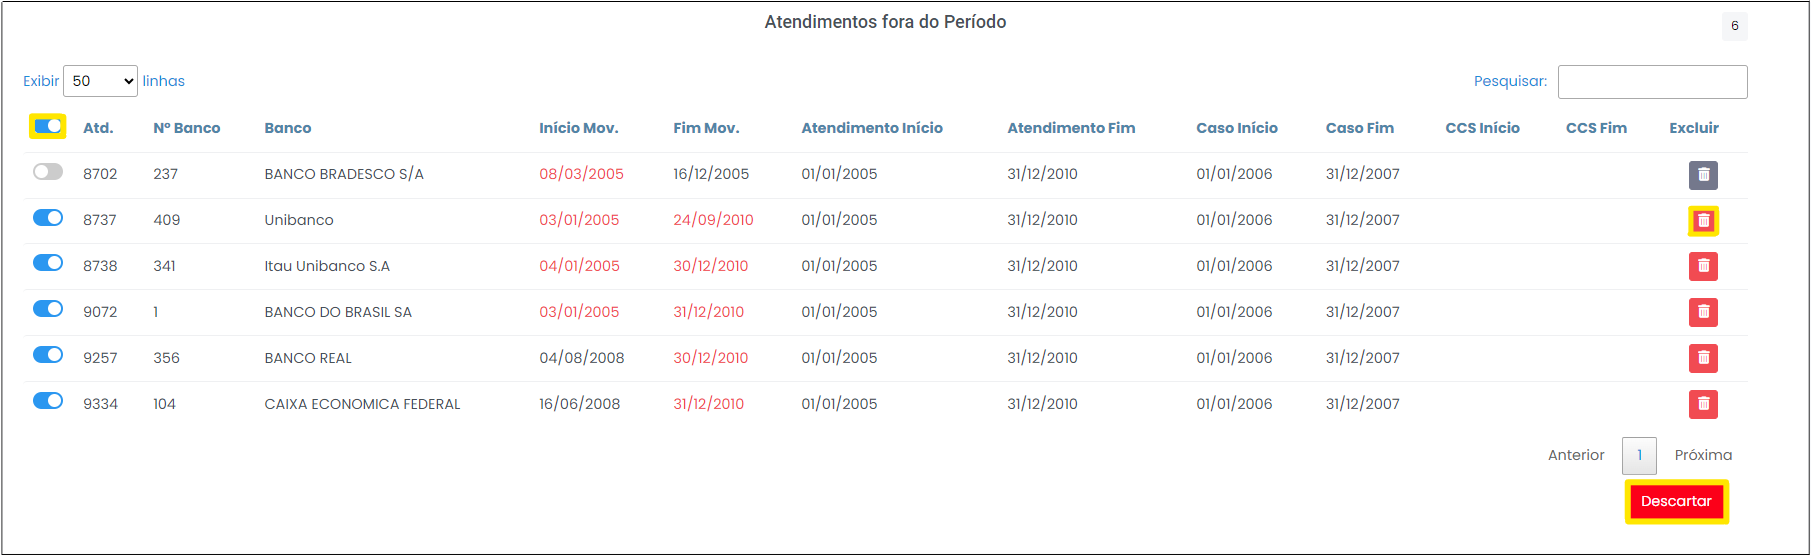 Atendimentos fora do Período
6
Exibir 50 linhas Pesquisar:
Atd. Nº Banco Banco Início Mov. Fim Mov. Atendimento Início Atendimento Fim Caso Início Caso Fim CCS Início CCS Fim Excluir
8702 237 BANCO BRADESCO S/A 08/03/2005 16/12/2005 01/01/2005 31/12/2010 01/01/2006 31/12/2007
8737 409 Unibanco 03/01/2005 24/09/2010 01/01/2005 31/12/2010 01/01/2006 31/12/2007
8738 341 Itau Unibanco S.A 04/01/2005 30/12/2010 01/01/2005 31/12/2010 01/01/2006 31/12/2007
9072 1 BANCO DO BRASIL SA 03/01/2005 31/12/2010 01/01/2005 31/12/2010 01/01/2006 31/12/2007
9257 356 BANCO REAL 04/08/2008 30/12/2010 01/01/2005 31/12/2010 01/01/2006 31/12/2007
9334 104 CAIXA ECONOMICA FEDERAL 16/06/2008 31/12/2010 01/01/2005 31/12/2010 01/01/2006 31/12/2007
Anterior 1 Próxima
Descartar